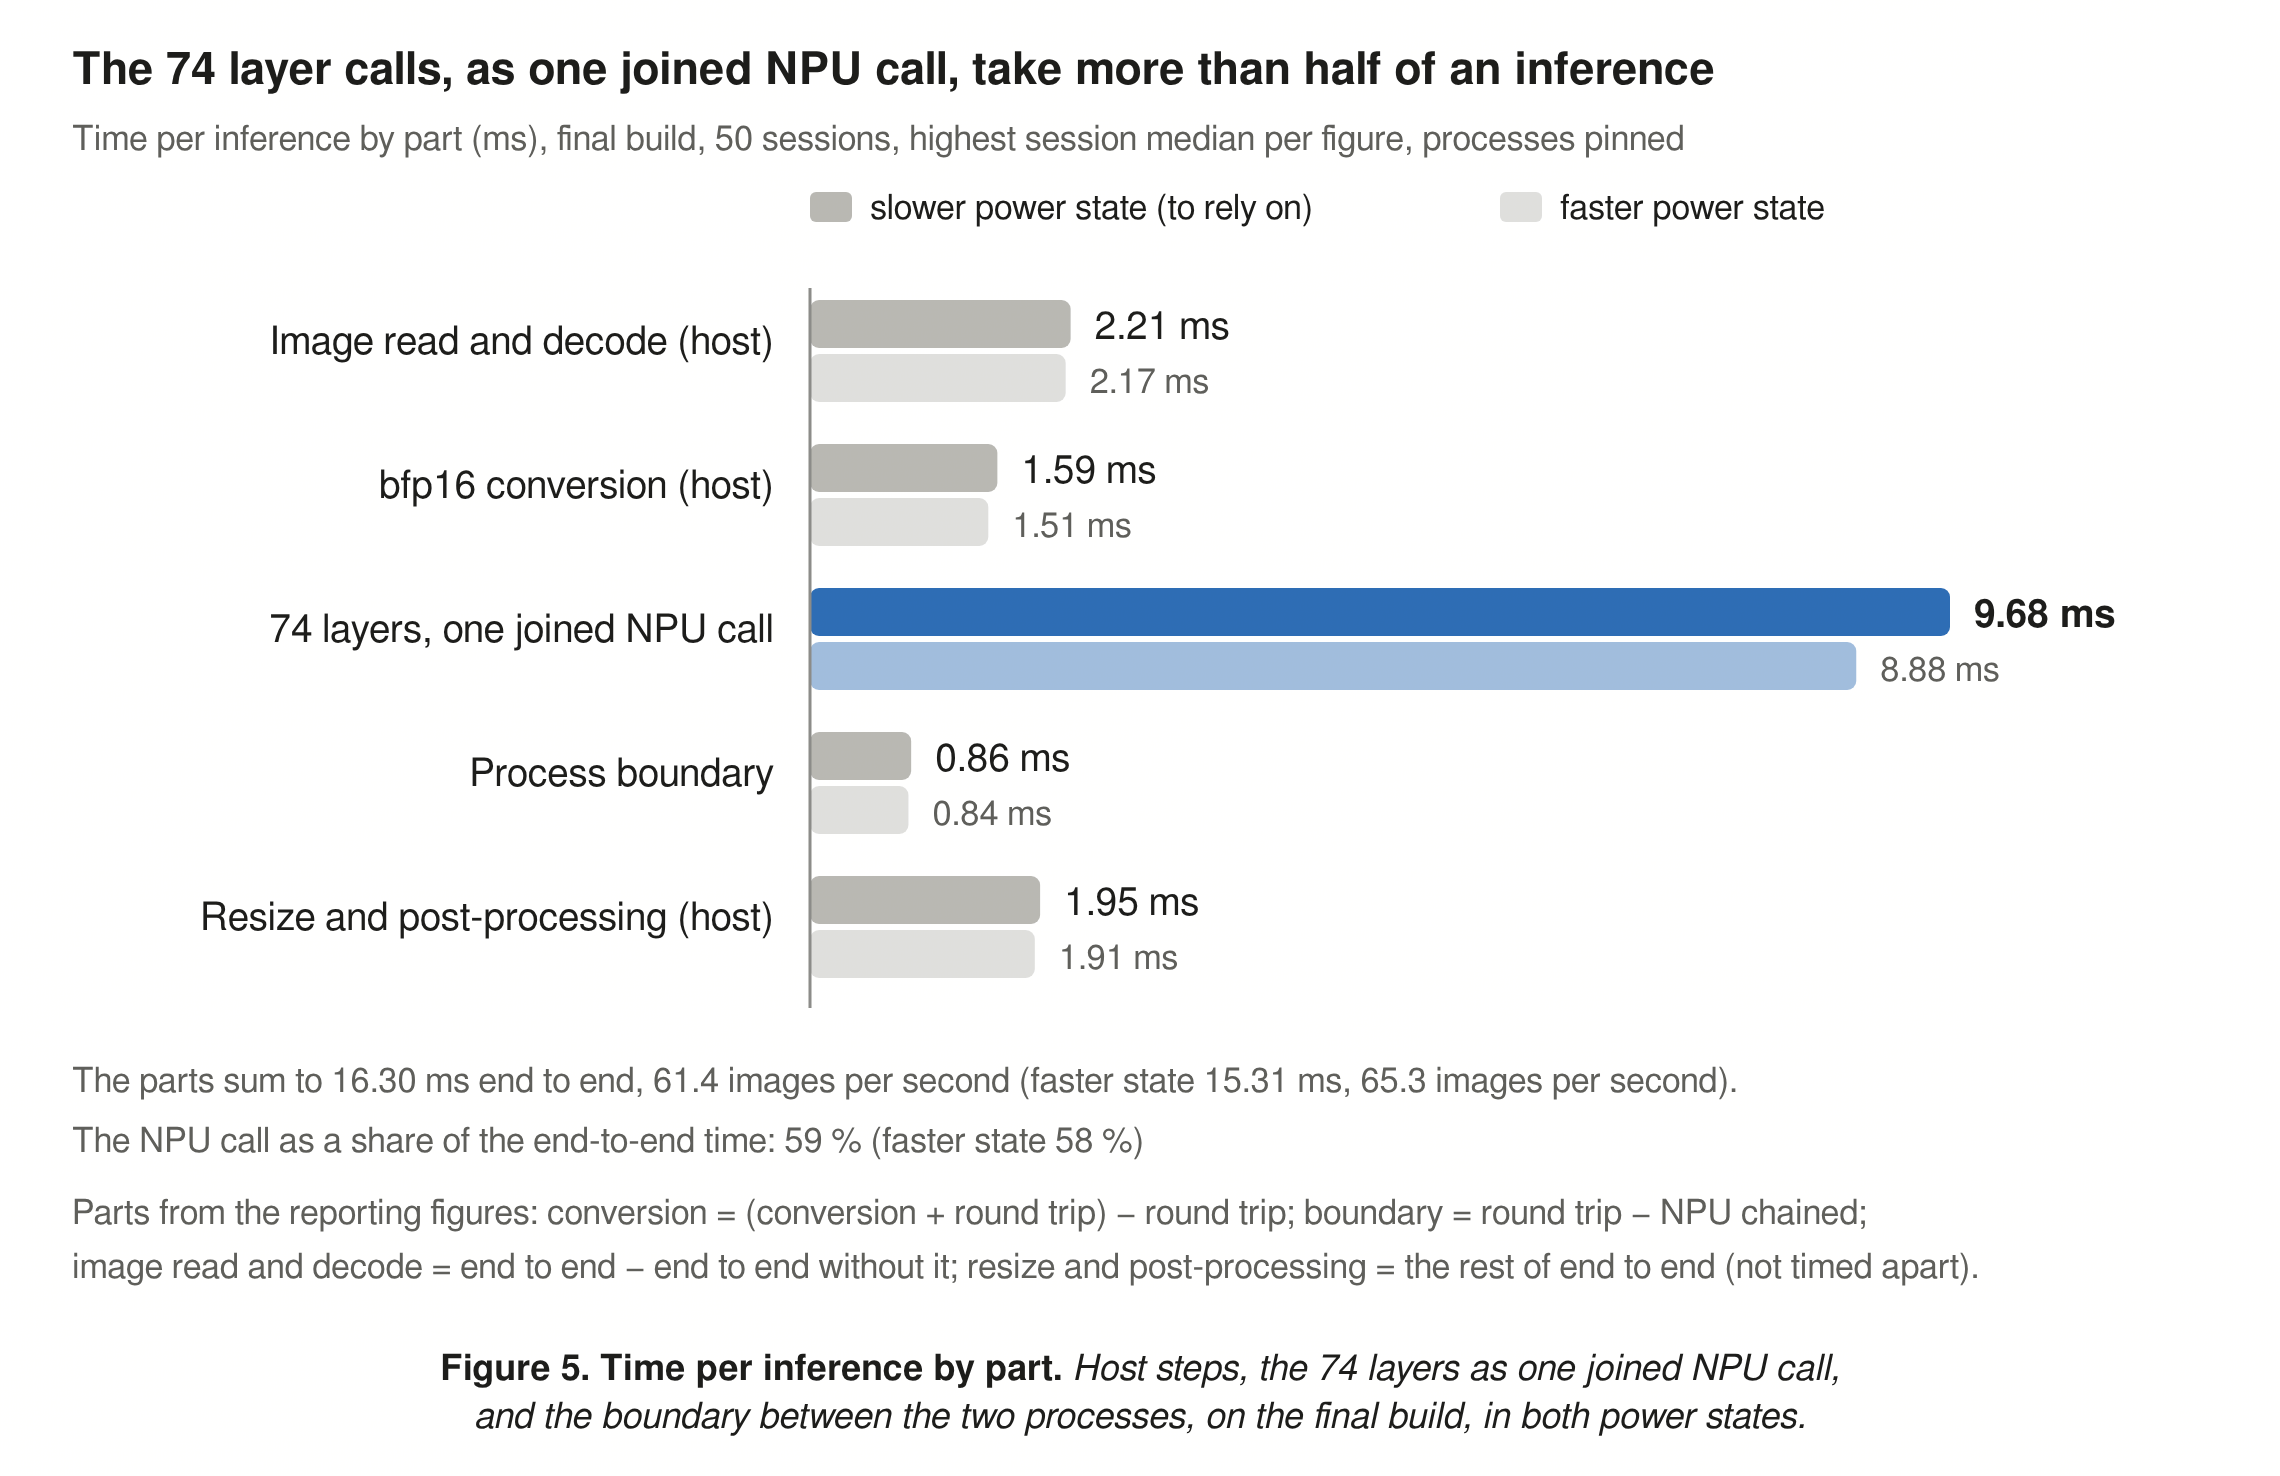 The 74 layer calls, as one joined NPU call, take more than half of an inference
Time per inference by part (ms), final build, 50 sessions, highest session median per figure, processes pinned
slower power state (to rely on)
faster power state
Image read and decode (host)
2.21 ms
2.17 ms
bfp16 conversion (host)
1.59 ms
1.51 ms
74 layers, one joined NPU call
9.68 ms
8.88 ms
Process boundary
0.86 ms
0.84 ms
Resize and post-processing (host)
1.95 ms
1.91 ms
The parts sum to 16.30 ms end to end, 61.4 images per second (faster state 15.31 ms, 65.3 images per second).
The NPU call as a share of the end-to-end time: 59 % (faster state 58 %)
Parts from the reporting figures: conversion = (conversion + round trip) − round trip; boundary = round trip − NPU chained;
image read and decode = end to end − end to end without it; resize and post-processing = the rest of end to end (not timed apart).
Figure 5. Time per inference by part. Host steps, the 74 layers as one joined NPU call,
and the boundary between the two processes, on the final build, in both power states.